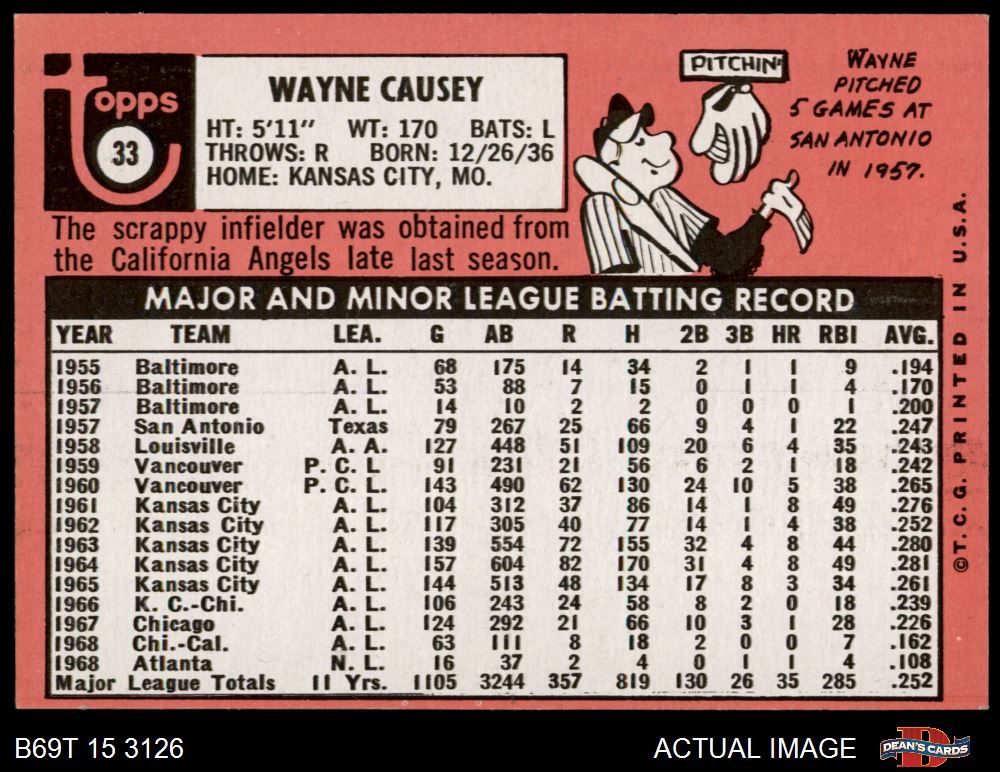 Topps
33
WAYNE CAUSEY
HT: 5'11" WT: 170 BATS: L
THROWS: R BORN: 12/26/36
HOME: KANSAS CITY, MO.
PITCHIN'
WAYNE
PITCHED
5 GAMES AT
SAN ANTONIO
IN 1957.
The scrappy infielder was obtained from
the California Angels late last season.
MAJOR AND MINOR LEAGUE BATTING RECORD
YEAR TEAM LEA. G AB R H 2B 3B HR RBI AVG.
1955 Baltimore A. L. 68 175 14 34 2 1 1 9 .194
1956 Baltimore A. L. 53 88 7 15 0 1 1 4 .170
1957 Baltimore A. L. 14 10 2 2 0 0 0 1 .200
1957 San Antonio Texas 79 267 25 66 9 4 1 22 .247
1958 Louisville A. A. 127 448 51 109 20 6 4 35 .243
1959 Vancouver P. C. L 91 231 21 56 6 2 1 18 .242
1960 Vancouver P. C. L. 143 490 62 130 24 10 5 38 .265
1961 Kansas City A. L. 104 312 37 86 14 1 8 49 .276
1962 Kansas City A. L. 117 305 40 77 14 1 4 38 .252
1963 Kansas City A. L. 139 554 72 155 32 4 8 44 .280
1964 Kansas City A. L. 157 604 82 170 31 4 8 49 .281
1965 Kansas City A. L. 144 513 48 134 17 8 3 34 .261
1966 K. C.-Chi. A. L. 106 243 24 58 8 2 0 18 .239
1967 Chicago A. L. 124 292 21 66 10 3 1 28 .226
1968 Chi.-Cal. A. L. 63 111 8 18 2 0 0 7 .162
1968 Atlanta N. L. 16 37 2 4 0 1 1 4 .108
Major League Totals 11 Yrs. 1105 3244 357 819 130 26 35 285 .252
©T. C. G. PRINTED IN U.S.A.
B69T 15 3126
ACTUAL IMAGE
D
DEAN'S CARDS